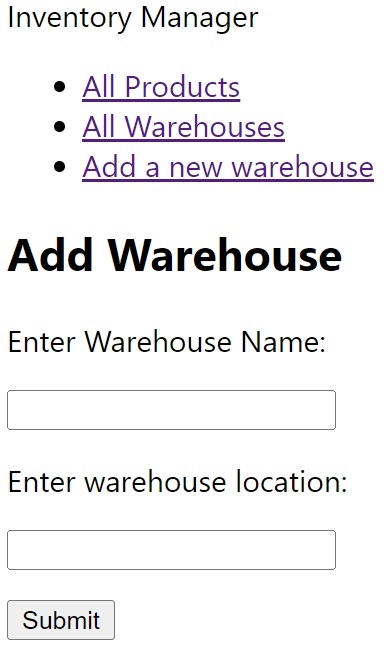 Inventory Manager
All Products
All Warehouses
Add a new warehouse
Add Warehouse
Enter Warehouse Name:
Enter warehouse location:
Submit